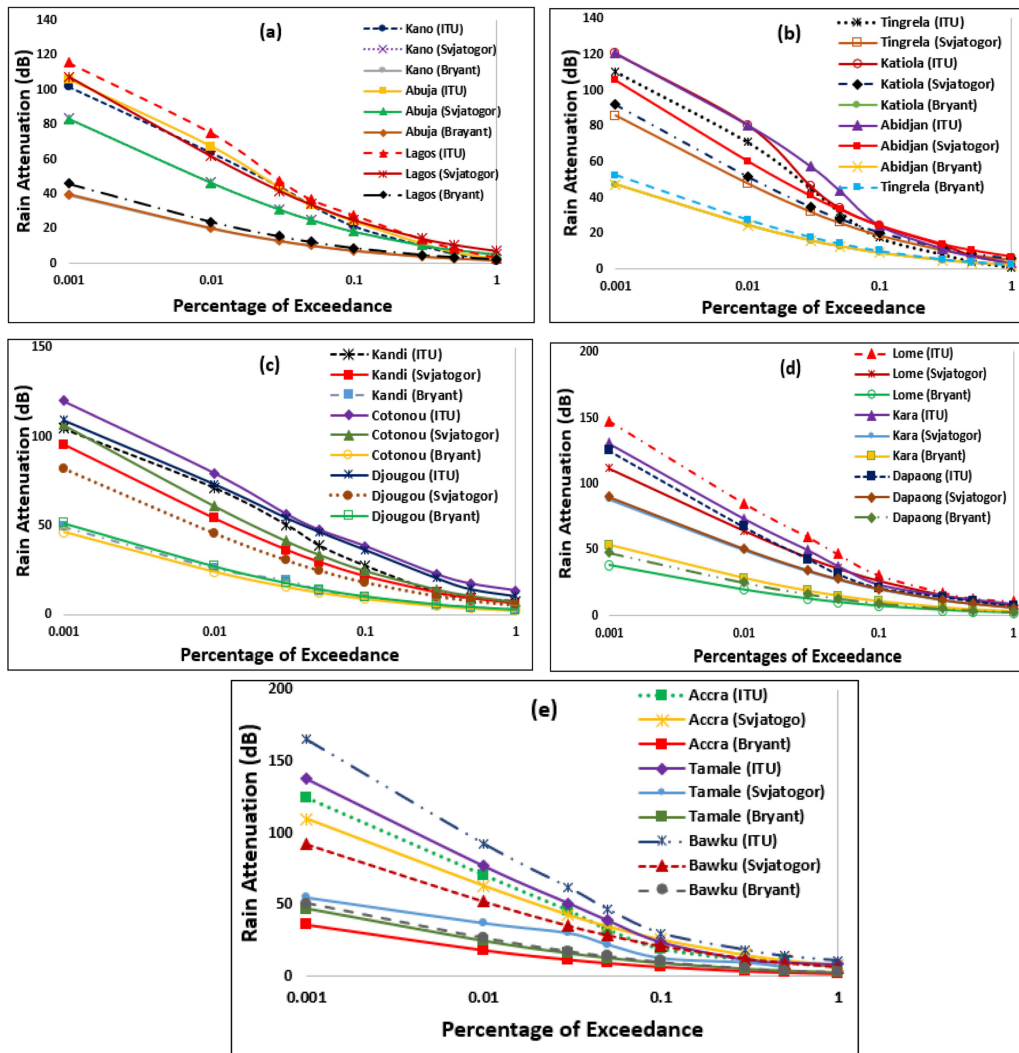 (a)
Rain Attenuation (dB)
140
120
100
80
60
40
20
0
0.001 0.01 0.1 1
Percentage of Exceedance
Kano (ITU)
Kano (Svjatogor)
Kano (Bryant)
Abuja (ITU)
Abuja (Svjatogor)
Abuja (Brayant)
Lagos (ITU)
Lagos (Svjatogor)
Lagos (Bryant)
(b)
Rain Attenuation (dB)
140
120
100
80
60
40
20
0
0.001 0.01 0.1 1
Percentage of Exceedance
Tingrela (ITU)
Tingrela (Svjatogor)
Katiola (ITU)
Katiola (Svjatogor)
Katiola (Bryant)
Abidjan (ITU)
Abidjan (Svjatogor)
Abidjan (Bryant)
Tingrela (Bryant)
(c)
Rain Attenuation (dB)
150
100
50
0
0.001 0.01 0.1 1
Percentage of Exceedance
Kandi (ITU)
Kandi (Svjatogor)
Kandi (Bryant)
Cotonou (ITU)
Cotonou (Svjatogor)
Cotonou (Bryant)
Djougou (ITU)
Djougou (Svjatogor)
Djougou (Bryant)
(d)
Rain Attenuation (dB)
200
150
100
50
0
0.001 0.01 0.1 1
Percentages of Exceedance
Lome (ITU)
Lome (Svjatogor)
Lome (Bryant)
Kara (ITU)
Kara (Svjatogor)
Kara (Bryant)
Dapaong (ITU)
Dapaong (Svjatogor)
Dapaong (Bryant)
(e)
Rain Attenuation (dB)
200
150
100
50
0
0.001 0.01 0.1 1
Percentage of Exceedance
Accra (ITU)
Accra (Svjatogo)
Accra (Bryant)
Tamale (ITU)
Tamale (Svjatogor)
Tamale (Bryant)
Bawku (ITU)
Bawku (Svjatogor)
Bawku (Bryant)